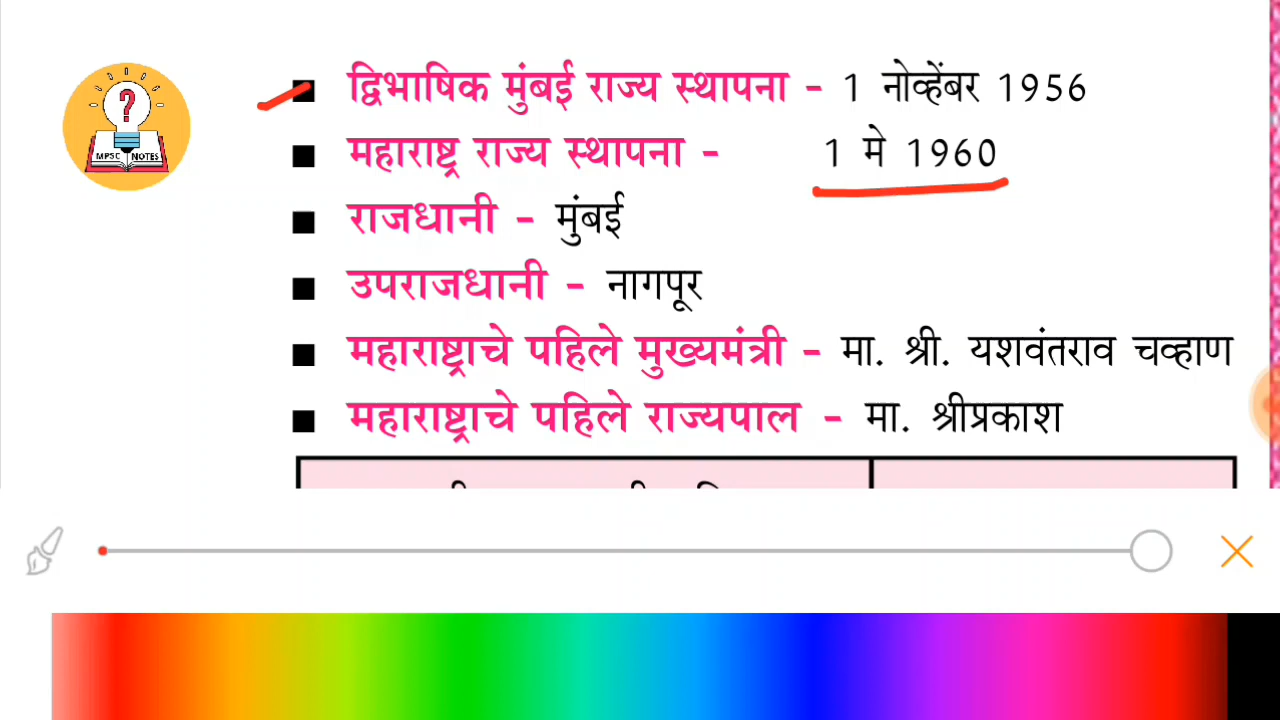 ?
MPSC NOTES
द्विभाषिक मुंबई राज्य स्थापना - 1 नोव्हेंबर 1956
महाराष्ट्र राज्य स्थापना - 1 मे 1960
राजधानी - मुंबई
उपराजधानी - नागपूर
महाराष्ट्राचे पहिले मुख्यमंत्री - मा. श्री. यशवंतराव चव्हाण
महाराष्ट्राचे पहिले राज्यपाल - मा. श्रीप्रकाश